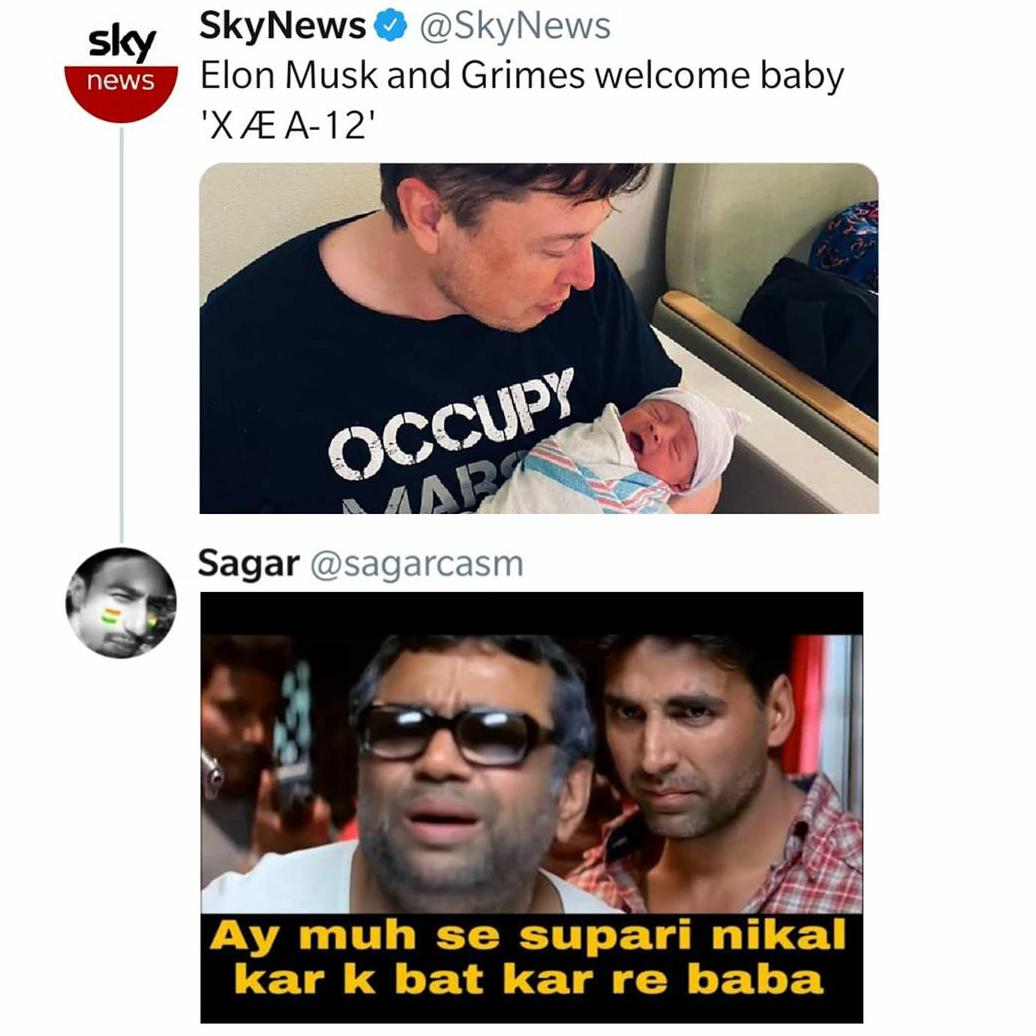 sky
news
SkyNews @SkyNews
Elon Musk and Grimes welcome baby
'X Æ A-12'
OCCUPY
MARS
Sagar @sagarcasm
Ay muh se supari nikal
kar k bat kar re baba